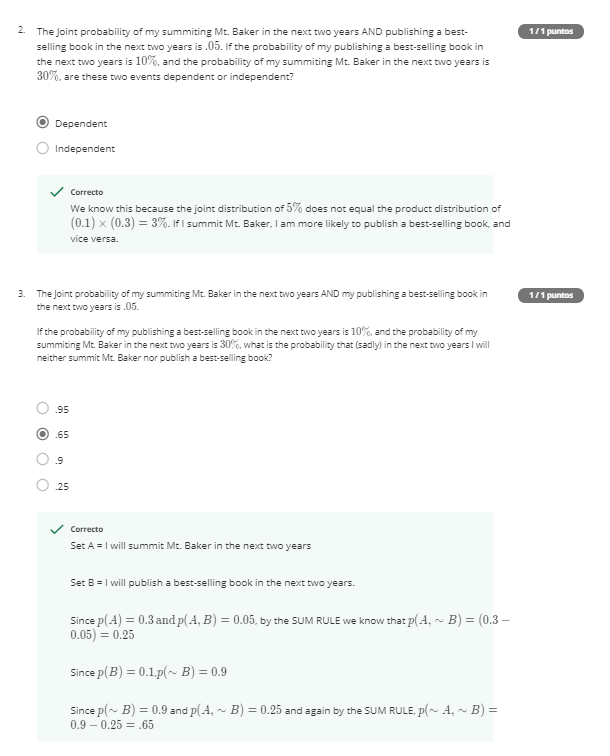 2. The Joint probability of my summiting Mt. Baker in the next two years AND publishing a best-
1 / 1 puntos
selling book in the next two years is .05. If the probability of my publishing a best-selling book in
the next two years is 10%, and the probability of my summiting Mt. Baker in the next two years is
30%, are these two events dependent or independent?
Dependent
Independent
Correcto
We know this because the joint distribution of 5% does not equal the product distribution of
(0.1) × (0.3) = 3%. If I summit Mt. Baker, I am more likely to publish a best-selling book, and
vice versa.
3. The Joint probability of my summiting Mt. Baker in the next two years AND my publishing a best-selling book in
1 / 1 puntos
the next two years is .05.
If the probability of my publishing a best-selling book in the next two years is 10%, and the probability of my
summiting Mt. Baker in the next two years is 30%, what is the probability that (sadly) in the next two years I will
neither summit Mt. Baker nor publish a best-selling book?
.95
.65
.9
.25
Correcto
Set A = I will summit Mt. Baker in the next two years
Set B = I will publish a best-selling book in the next two years.
Since p(A) = 0.3 and p(A, B) = 0.05, by the SUM RULE we know that p(A, ∼ B) = (0.3 −
0.05) = 0.25
Since p(B) = 0.1,p(∼ B) = 0.9
Since p(∼ B) = 0.9 and p(A, ∼ B) = 0.25 and again by the SUM RULE, p(∼ A, ∼ B) =
0.9 − 0.25 = .65